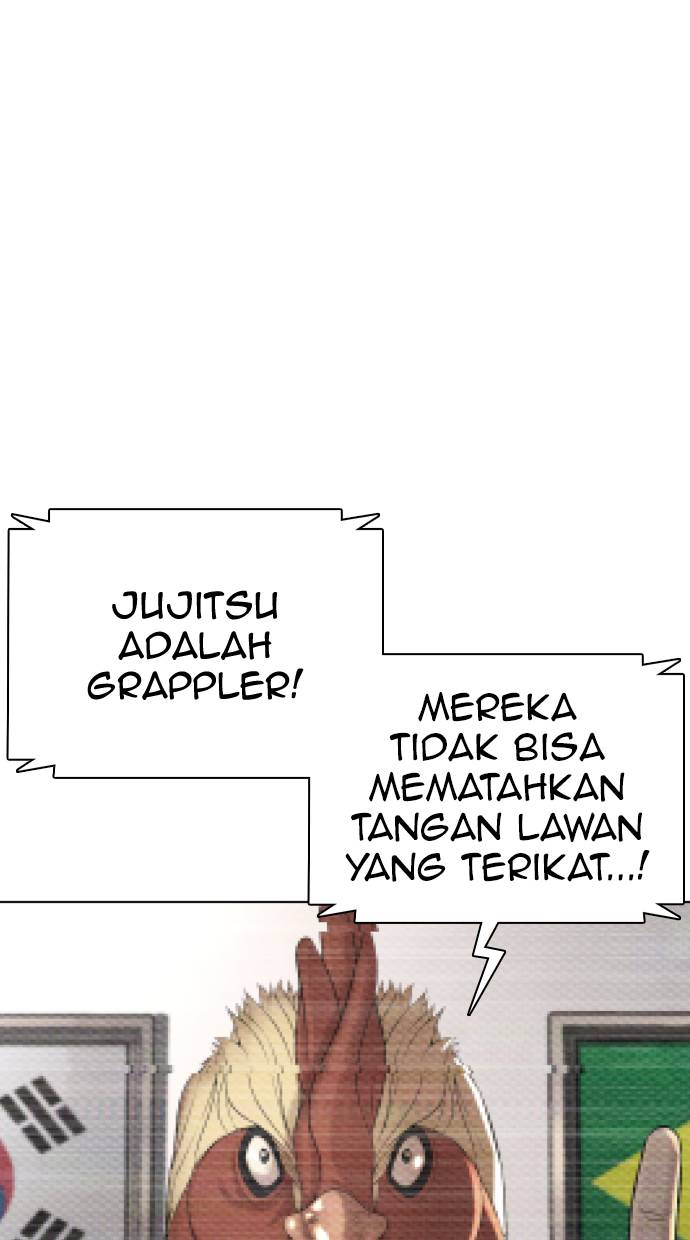 JUJITSU
ADALAH
GRAPPLER!
MEREKA
TIDAK BISA
MEMATAHKAN
TANGAN LAWAN
YANG TERIKAT...!